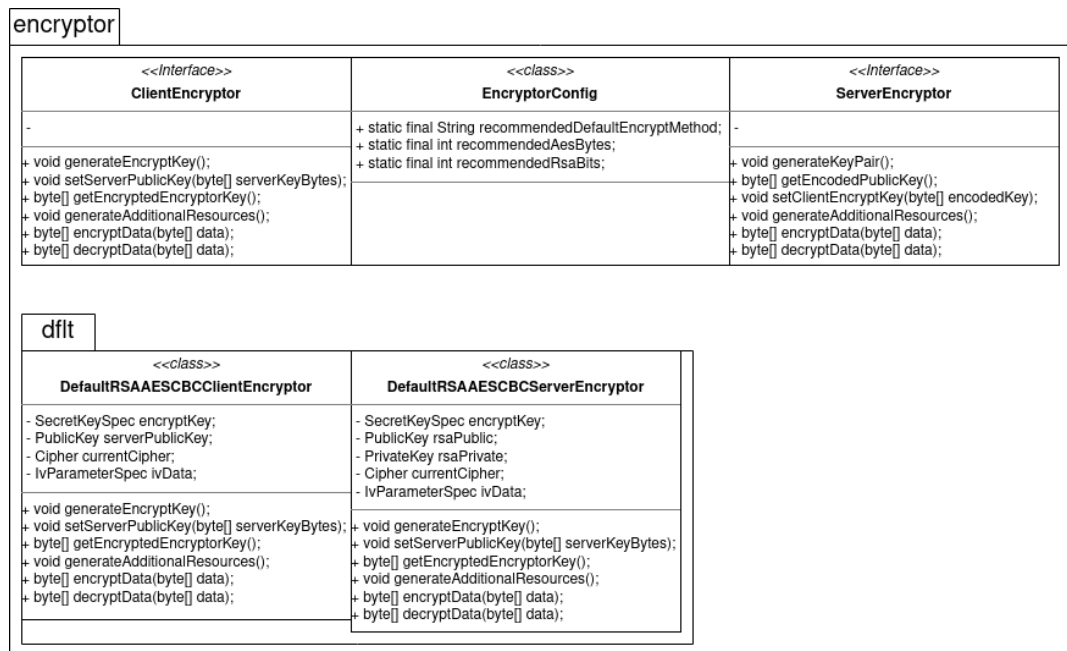 encryptor
<<Interface>>
ClientEncryptor
-
+ void generateEncryptKey();
+ void setServerPublicKey(byte[] serverKeyBytes);
+ byte[] getEncryptedEncryptorKey();
+ void generateAdditionalResources();
+ byte[] encryptData(byte[] data);
+ byte[] decryptData(byte[] data);
<<class>>
EncryptorConfig
+ static final String recommendedDefaultEncryptMethod;
+ static final int recommendedAesBytes;
+ static final int recommendedRsaBits;
<<Interface>>
ServerEncryptor
-
+ void generateKeyPair();
+ byte[] getEncodedPublicKey();
+ void setClientEncryptKey(byte[] encodedKey);
+ void generateAdditionalResources();
+ byte[] encryptData(byte[] data);
+ byte[] decryptData(byte[] data);
dflt
<<class>>
DefaultRSAAESCBCClientEncryptor
- SecretKeySpec encryptKey;
- PublicKey serverPublicKey;
- Cipher currentCipher;
- IvParameterSpec ivData;
+ void generateEncryptKey();
+ void setServerPublicKey(byte[] serverKeyBytes);
+ byte[] getEncryptedEncryptorKey();
+ void generateAdditionalResources();
+ byte[] encryptData(byte[] data);
+ byte[] decryptData(byte[] data);
<<class>>
DefaultRSAAESCBCServerEncryptor
- SecretKeySpec encryptKey;
- PublicKey rsaPublic;
- PrivateKey rsaPrivate;
- Cipher currentCipher;
- IvParameterSpec ivData;
+ void generateEncryptKey();
+ void setServerPublicKey(byte[] serverKeyBytes);
+ byte[] getEncryptedEncryptorKey();
+ void generateAdditionalResources();
+ byte[] encryptData(byte[] data);
+ byte[] decryptData(byte[] data);